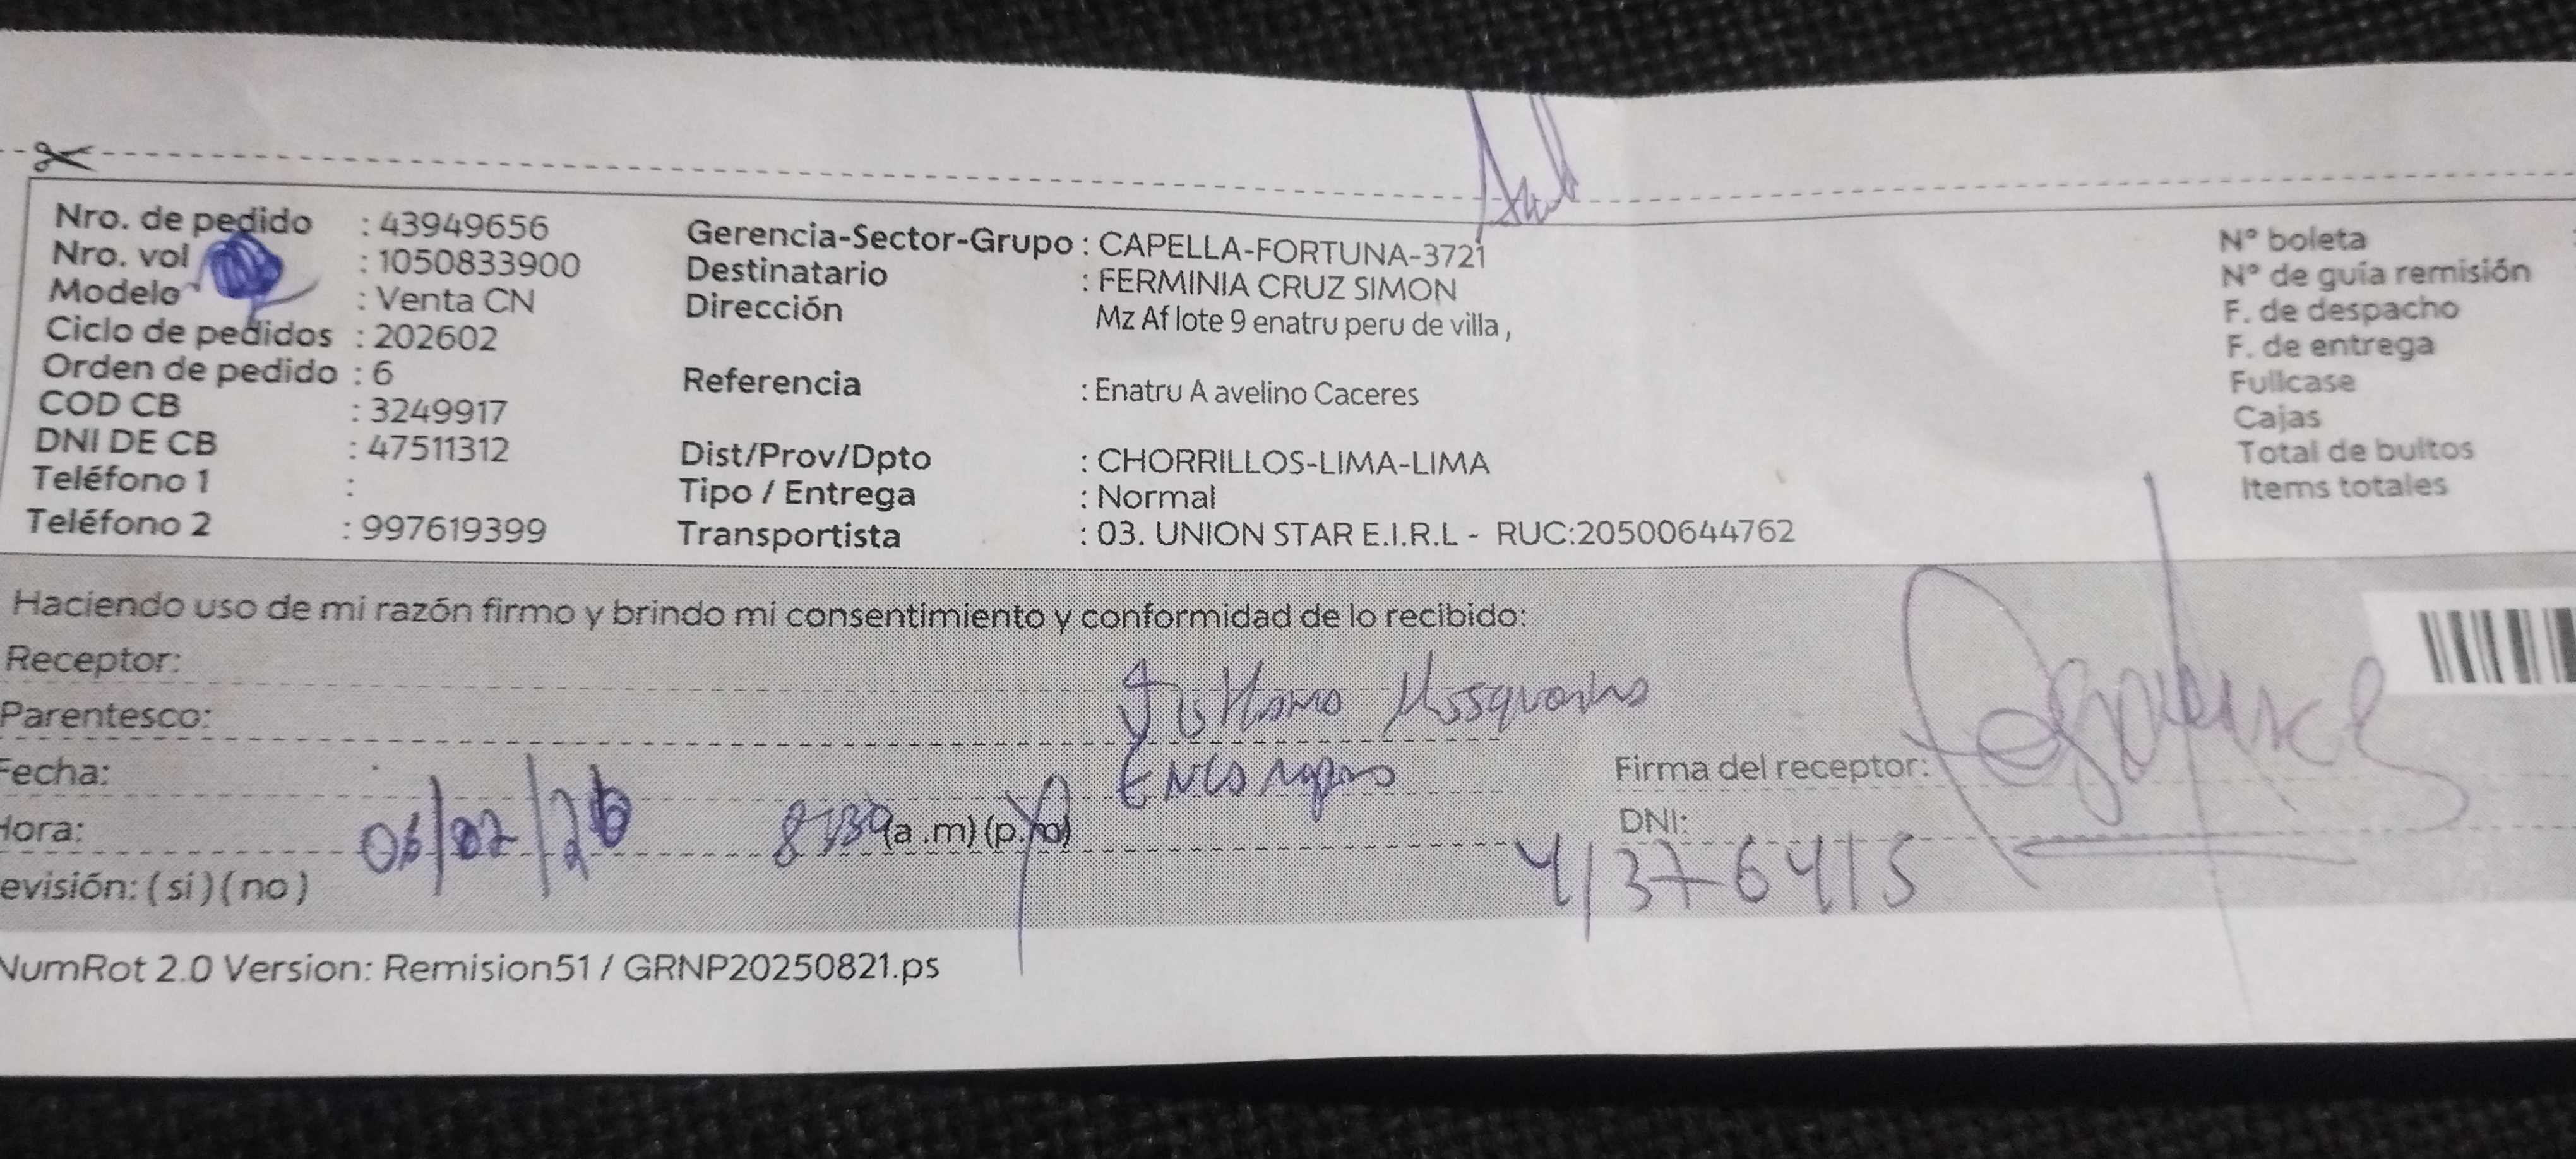 Nro. de pedido : 43949656
Nro. vol : 1050833900
Modelo : Venta CN
Ciclo de pedidos : 202602
Orden de pedido : 6
COD CB : 3249917
DNI DE CB : 47511312
Teléfono 1 :
Teléfono 2 : 997619399
Gerencia-Sector-Grupo : CAPELLA-FORTUNA-3721
Destinatario : FERMINIA CRUZ SIMON
Dirección Mz Af lote 9 enatru peru de villa ,
Referencia : Enatru A avelino Caceres
Dist/Prov/Dpto : CHORRILLOS-LIMA-LIMA
Tipo / Entrega : Normal
Transportista : 03. UNION STAR E.I.R.L - RUC:20500644762
N° boleta
N° de guía remisión
F. de despacho
F. de entrega
Fullcase
Cajas
Total de bultos
Items totales
Haciendo uso de mi razón firmo y brindo mi consentimiento y conformidad de lo recibido:
Receptor:
Parentesco:
Fecha: 06/02/26
Hora: 8:39 (a .m) (p.m)
evisión: ( si ) ( no )
Firma del receptor:
DNI: 41376415
NumRot 2.0 Version: Remision51 / GRNP20250821.ps